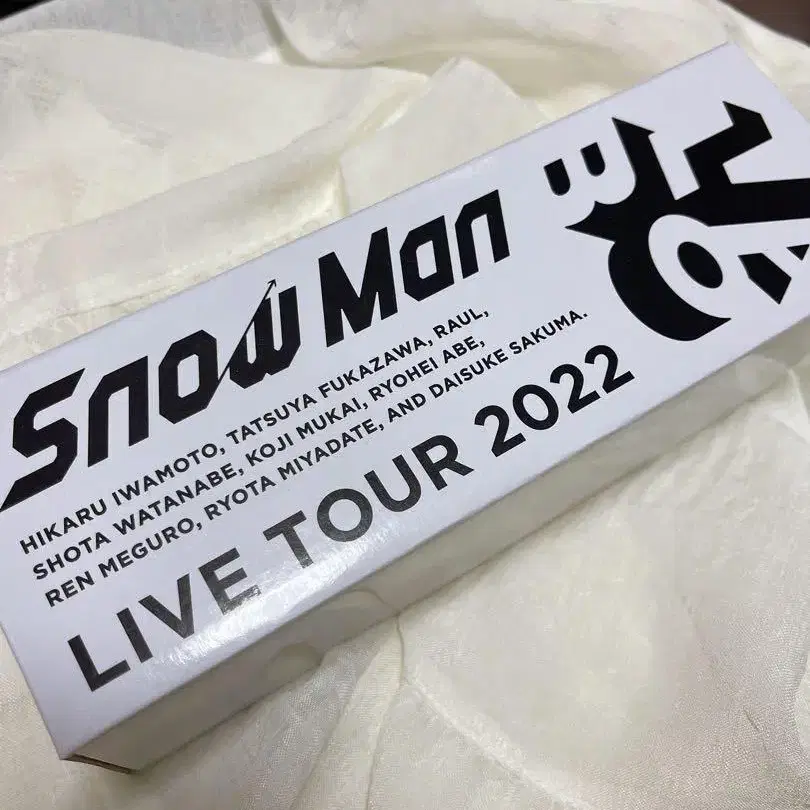 Snow Man
HIKARU IWAMOTO, TATSUYA FUKAZAWA, RAUL,
SHOTA WATANABE, KOJI MUKAI, RYOHEI ABE,
REN MEGURO, RYOTA MIYADATE, AND DAISUKE SAKUMA.
LIVE TOUR 2022